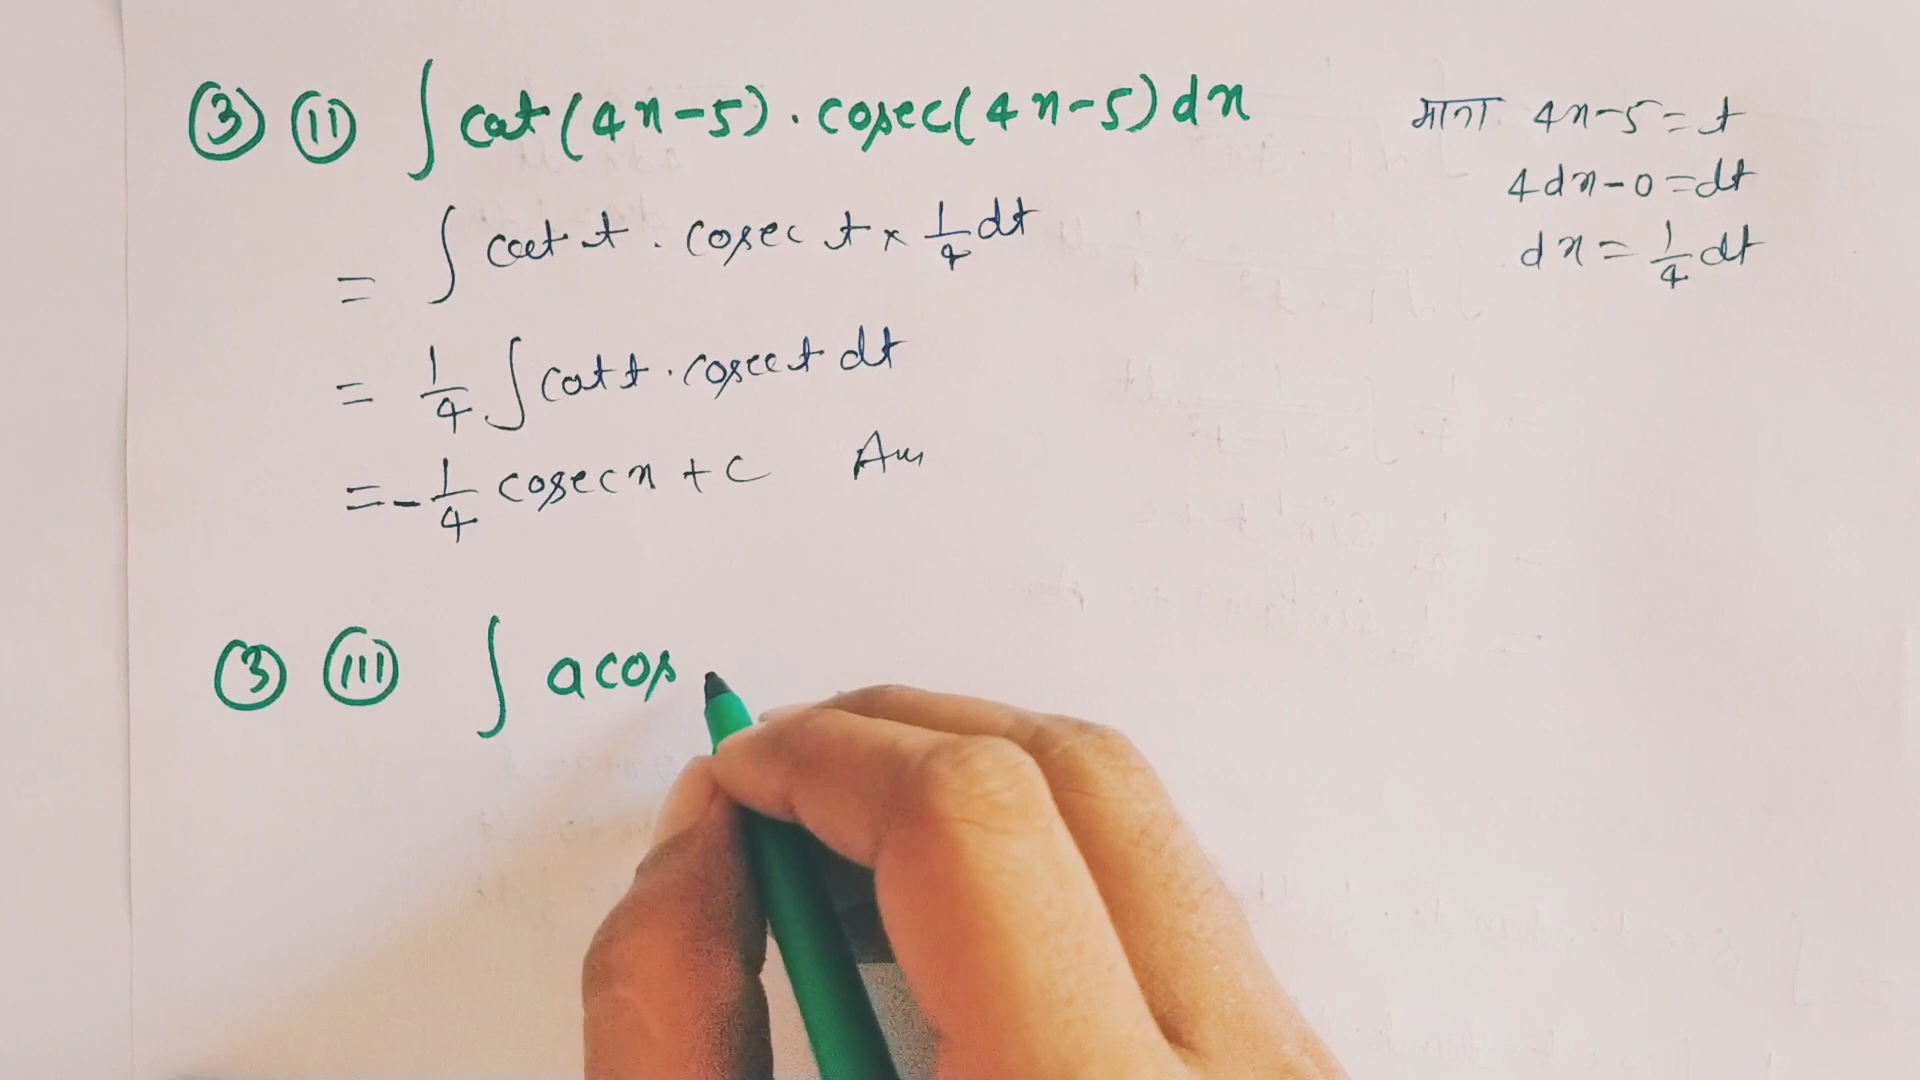 ③ (ii) ∫ cot(4x-5) . cosec(4x-5) dx
माना 4x-5 = t
4dx-0 = dt
dx = 1/4 dt
= ∫ cot t . cosec t × 1/4 dt
= 1/4 ∫ cot t . cosec t dt
= -1/4 cosec x + c Ans
③ (iii) ∫ a cos